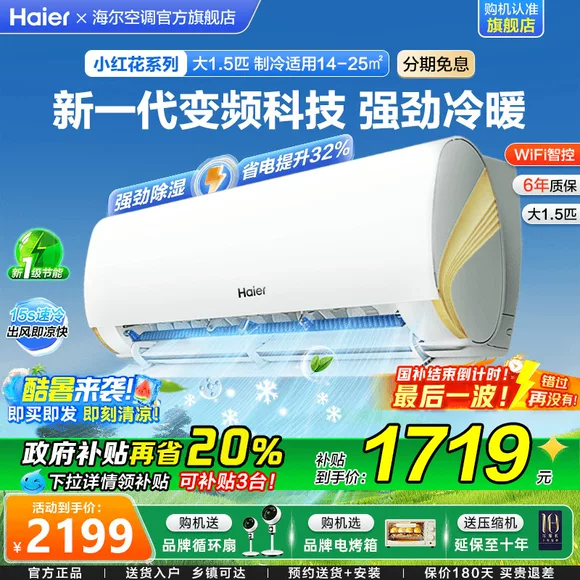 Haier × 海尔空调官方旗舰店
购机认准
旗舰店
小红花系列 大1.5匹 制冷适用14-25㎡ 分期免息
新一代变频科技 强劲冷暖
强劲除湿 省电提升32%
WiFi智控
6年质保
大1.5匹
新1级节能
15s速冷
出风即凉快
Haier
酷暑来袭!
即买即发 即刻清凉!
国补结束倒计时!
最后一波!
错过
再没有!
政府补贴再省20%
下拉详情领补贴 可补贴3台!
补贴
到手价:1719元
活动到手价:
¥2199
购机送
品牌循环扇
购机选
品牌电烤箱
送压缩机
延保至十年
官方正品 送货入户 乡镇可达 预约送货+安装 保价180天 买贵退差